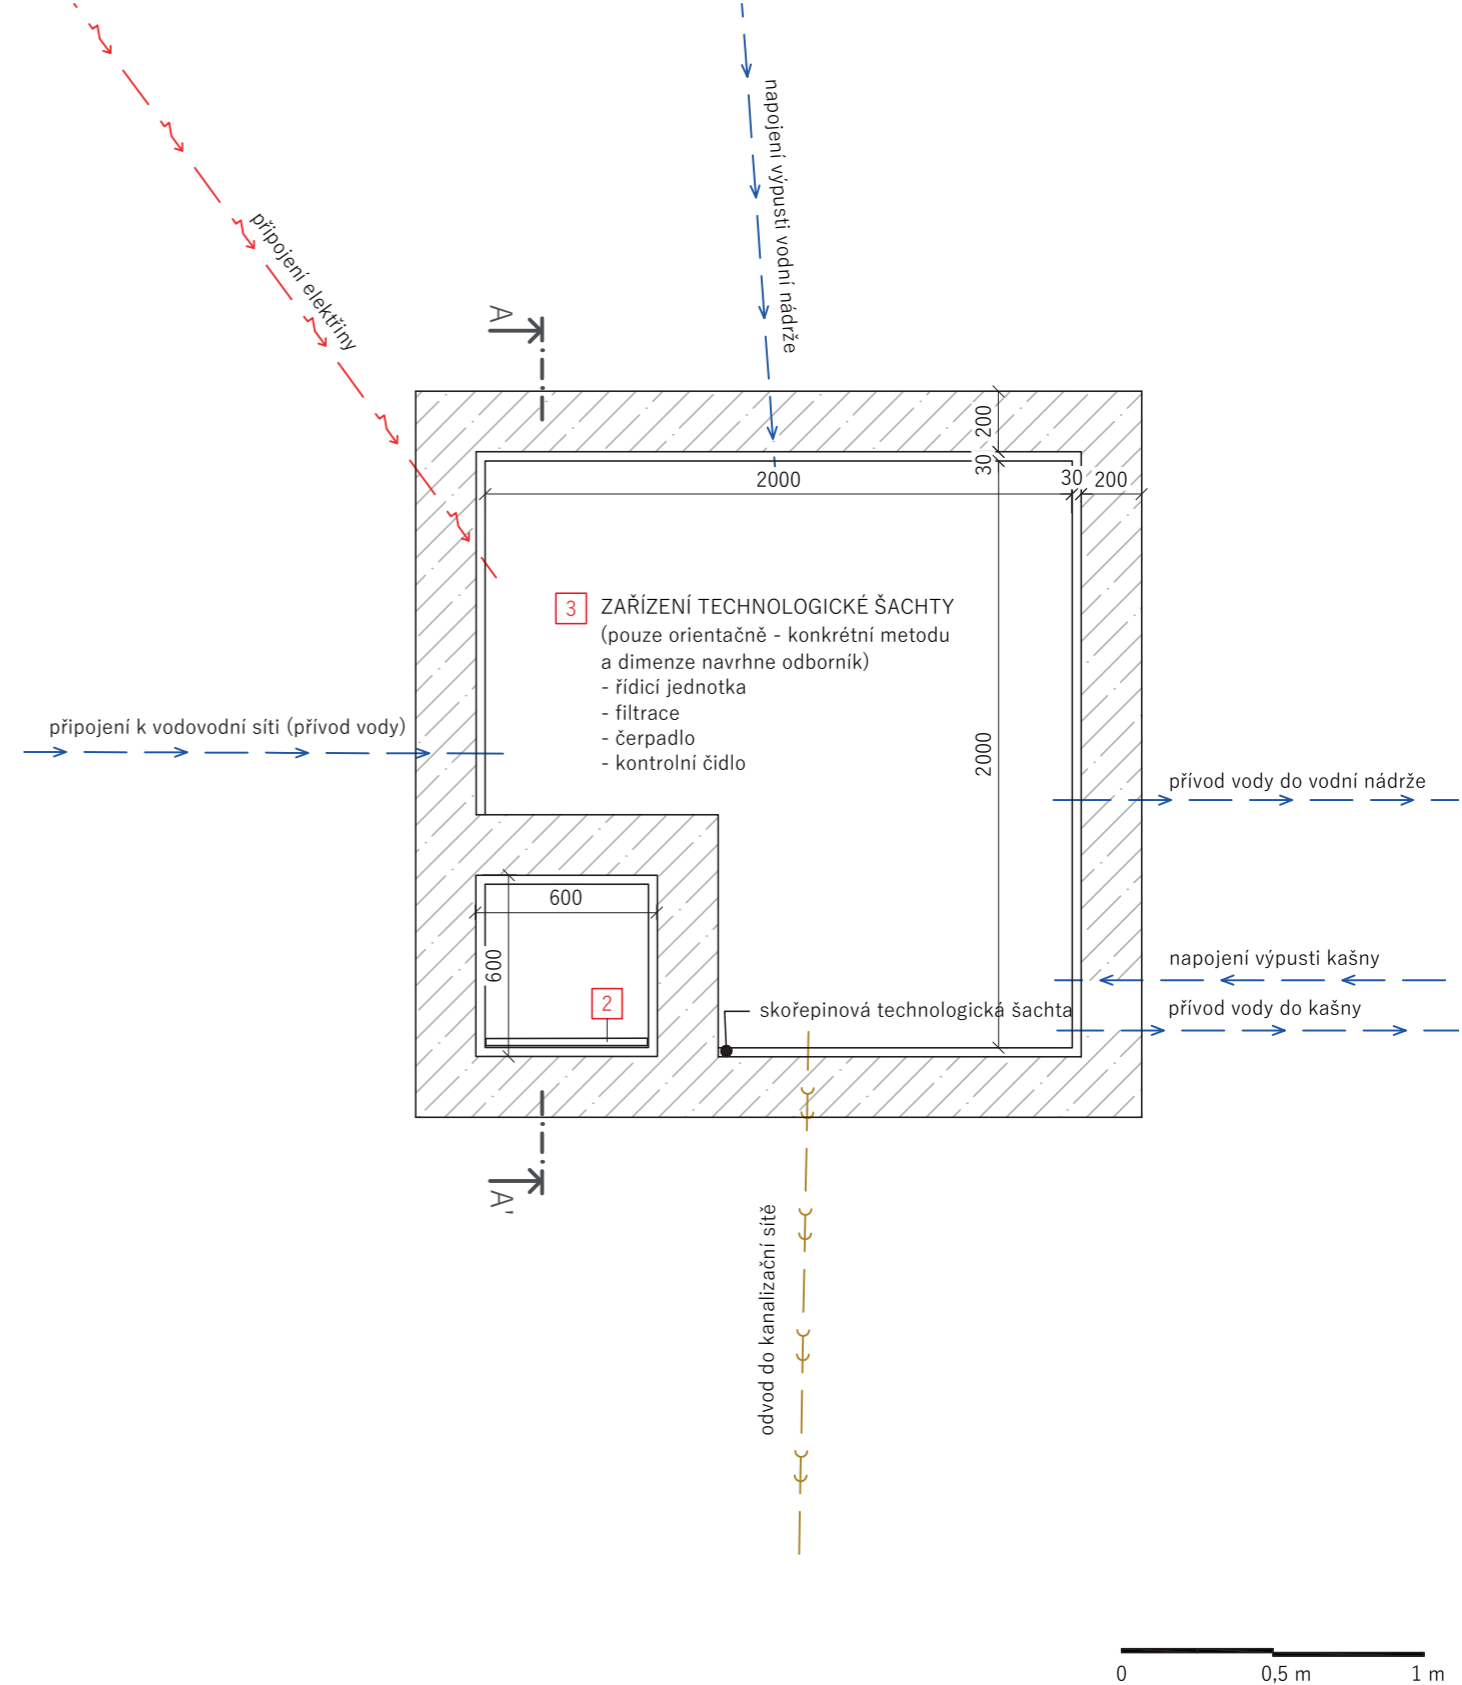 napojení výpusti vodní nádrže
připojení elektřiny
A
200
30
2000
30
200
3
ZAŘÍZENÍ TECHNOLOGICKÉ ŠACHTY
(pouze orientačně - konkrétní metodu
a dimenze navrhne odborník)
- řídicí jednotka
- filtrace
- čerpadlo
- kontrolní čidlo
připojení k vodovodní síti (přívod vody)
2000
přívod vody do vodní nádrže
600
600
2
napojení výpusti kašny
skořepinová technologická šachta
přívod vody do kašny
A'
odvod do kanalizační sítě
0
0,5 m
1 m